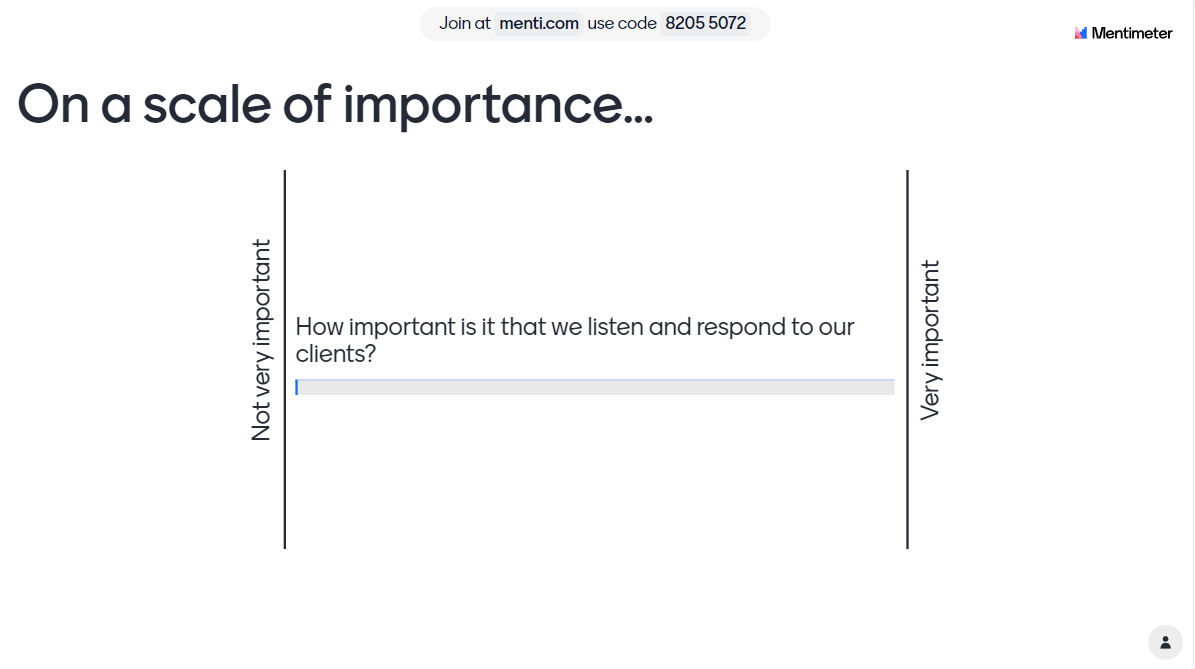 Join at menti.com use code 8205 5072
Mentimeter
On a scale of importance...
Not very important
How important is it that we listen and respond to our
clients?
Very important